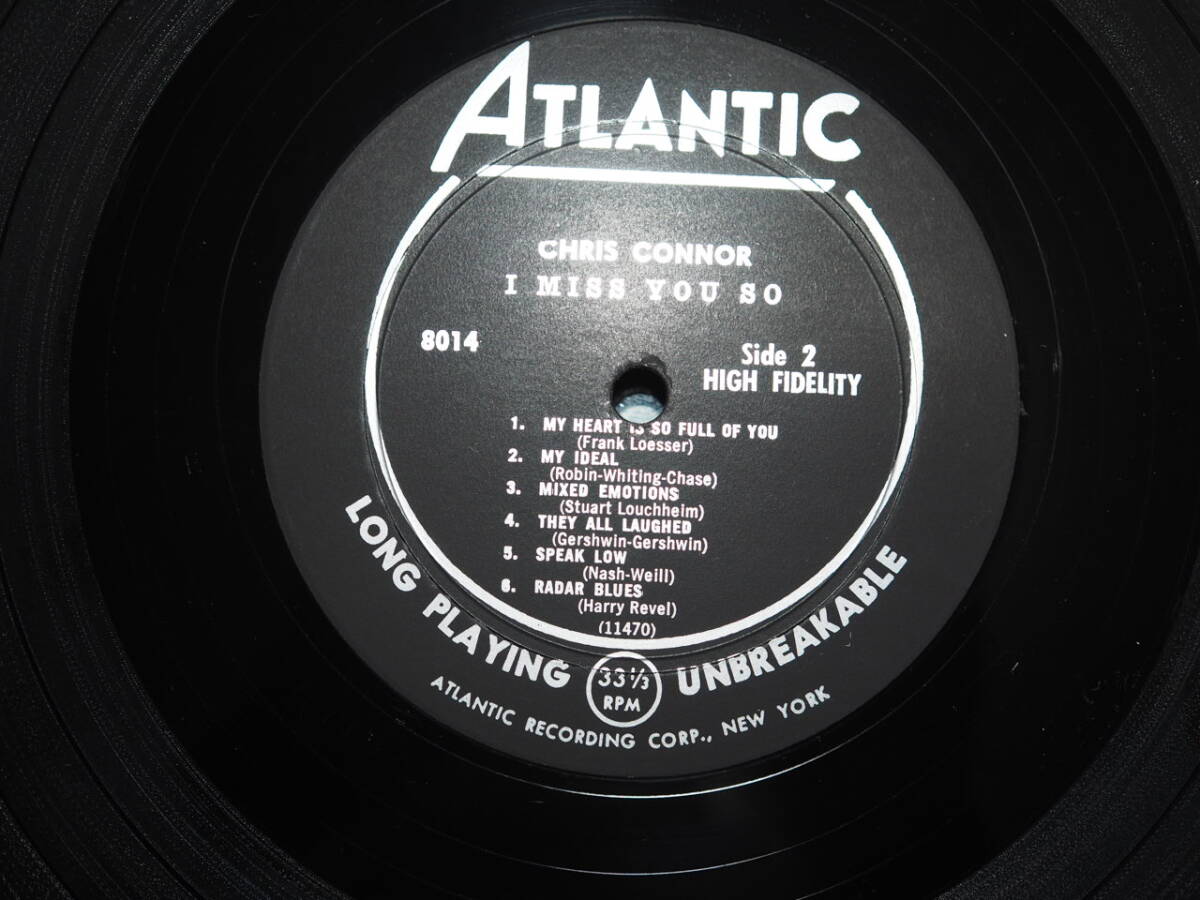 ATLANTIC
CHRIS CONNOR
I MISS YOU SO
8014
Side 2
HIGH FIDELITY
1. MY HEART IS SO FULL OF YOU
(Frank Loesser)
2. MY IDEAL
(Robin-Whiting-Chase)
3. MIXED EMOTIONS
(Stuart Louchheim)
4. THEY ALL LAUGHED
(Gershwin-Gershwin)
5. SPEAK LOW
(Nash-Weill)
6. RADAR BLUES
(Harry Revel)
(11470)
LONG PLAYING
33 1/3
RPM
UNBREAKABLE
ATLANTIC RECORDING CORP., NEW YORK